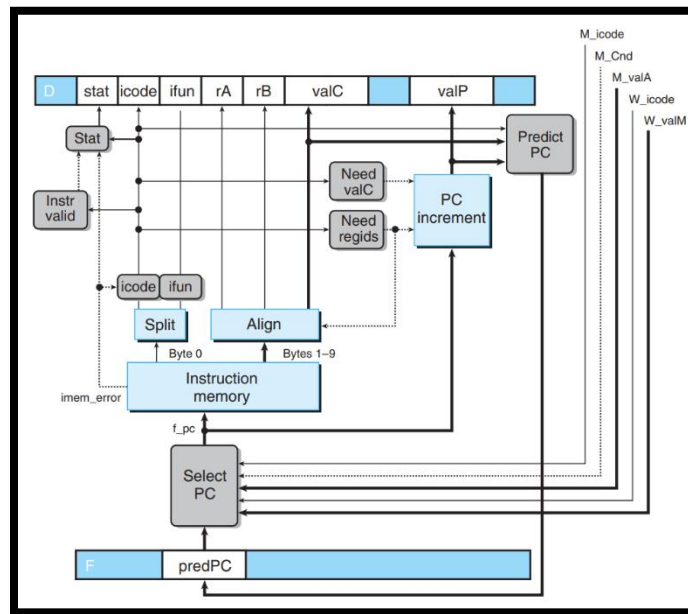 M_icode
M_Cnd
M_valA
W_icode
W_valM
D stat icode ifun rA rB valC valP
Stat
Predict
PC
Need
valC
Instr
valid
PC
increment
Need
regids
icode ifun
Split
Align
Byte 0
Bytes 1–9
Instruction
memory
imem_error
f_pc
Select
PC
F predPC